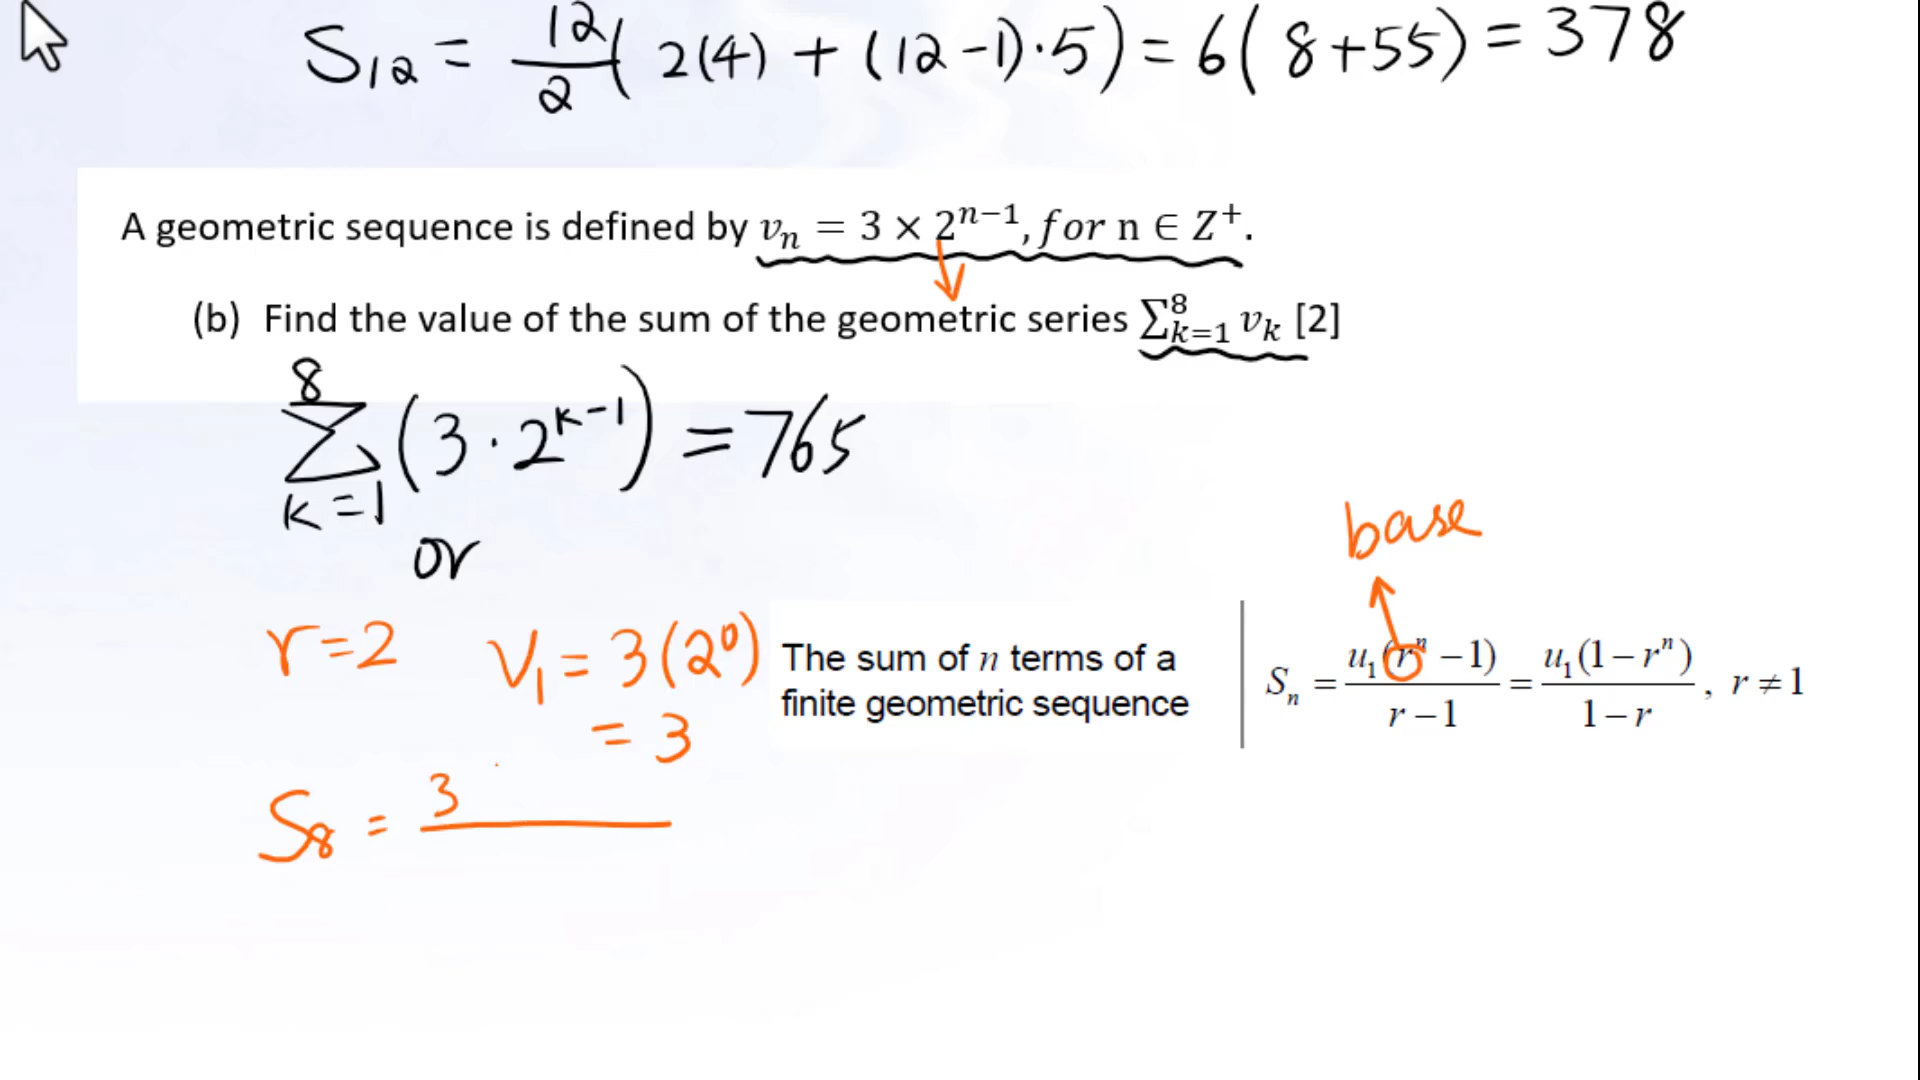 S₁₂ = 12/2 ( 2(4) + (12-1)·5) = 6( 8+55) = 378
A geometric sequence is defined by vₙ = 3 × 2ⁿ⁻¹, for n ∈ Z⁺.
(b) Find the value of the sum of the geometric series ∑⁸ₖ₌₁ vₖ [2]
8
∑ (3·2ᵏ⁻¹) = 765
k=1
or
base
r=2 V₁ = 3(2⁰)
= 3
The sum of n terms of a
finite geometric sequence
Sₙ = u₁(rⁿ − 1) / r − 1 = u₁(1 − rⁿ) / 1 − r , r ≠ 1
S₈ = 3